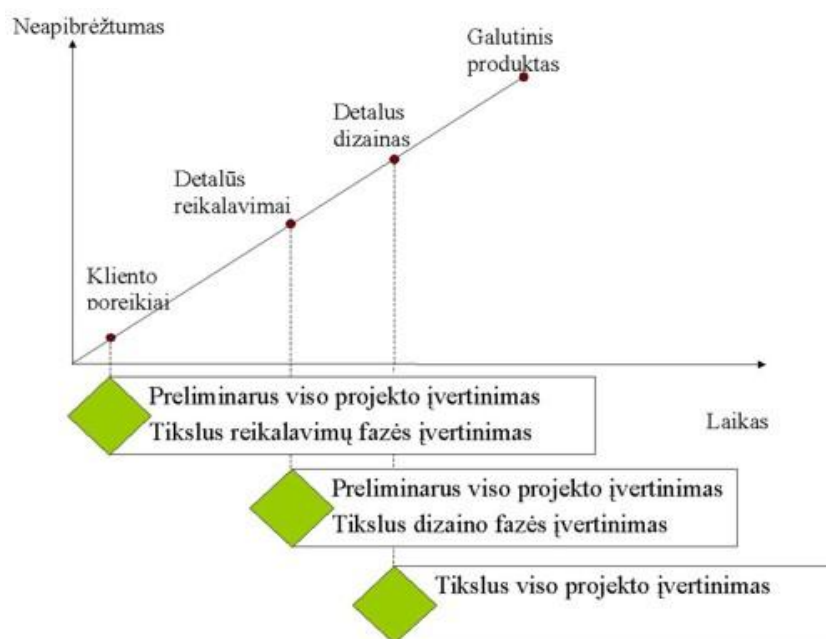 Neapibrėžtumas
Galutinis
produktas
Detalus
dizainas
Detalūs
reikalavimai
Kliento
poreikiai
Preliminarus viso projekto įvertinimas
Tikslus reikalavimų fazės įvertinimas
Laikas
Preliminarus viso projekto įvertinimas
Tikslus dizaino fazės įvertinimas
Tikslus viso projekto įvertinimas